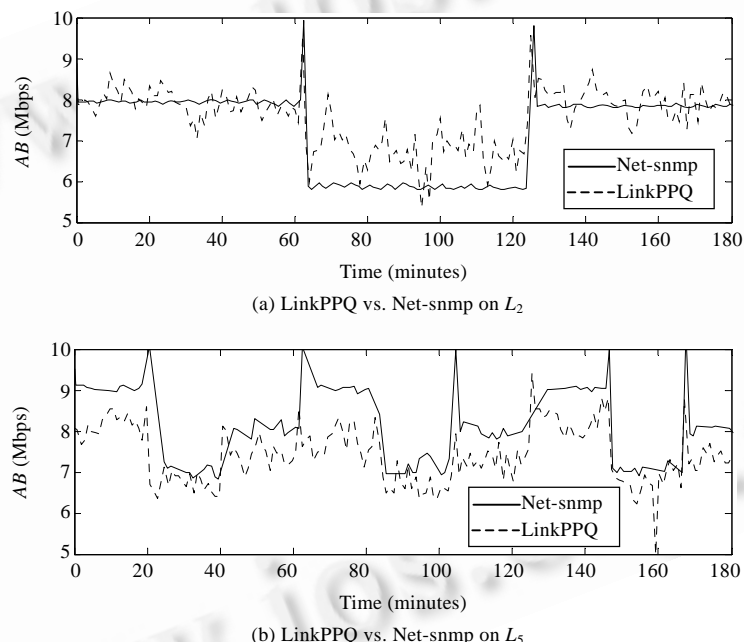 10
9
8
7
6
5
AB (Mbps)
Net-snmp
LinkPPQ
0 20 40 60 80 100 120 140 160 180
Time (minutes)
(a) LinkPPQ vs. Net-snmp on L2
10
9
8
7
6
5
AB (Mbps)
Net-snmp
LinkPPQ
0 20 40 60 80 100 120 140 160 180
Time (minutes)
(b) LinkPPQ vs. Net-snmp on L5